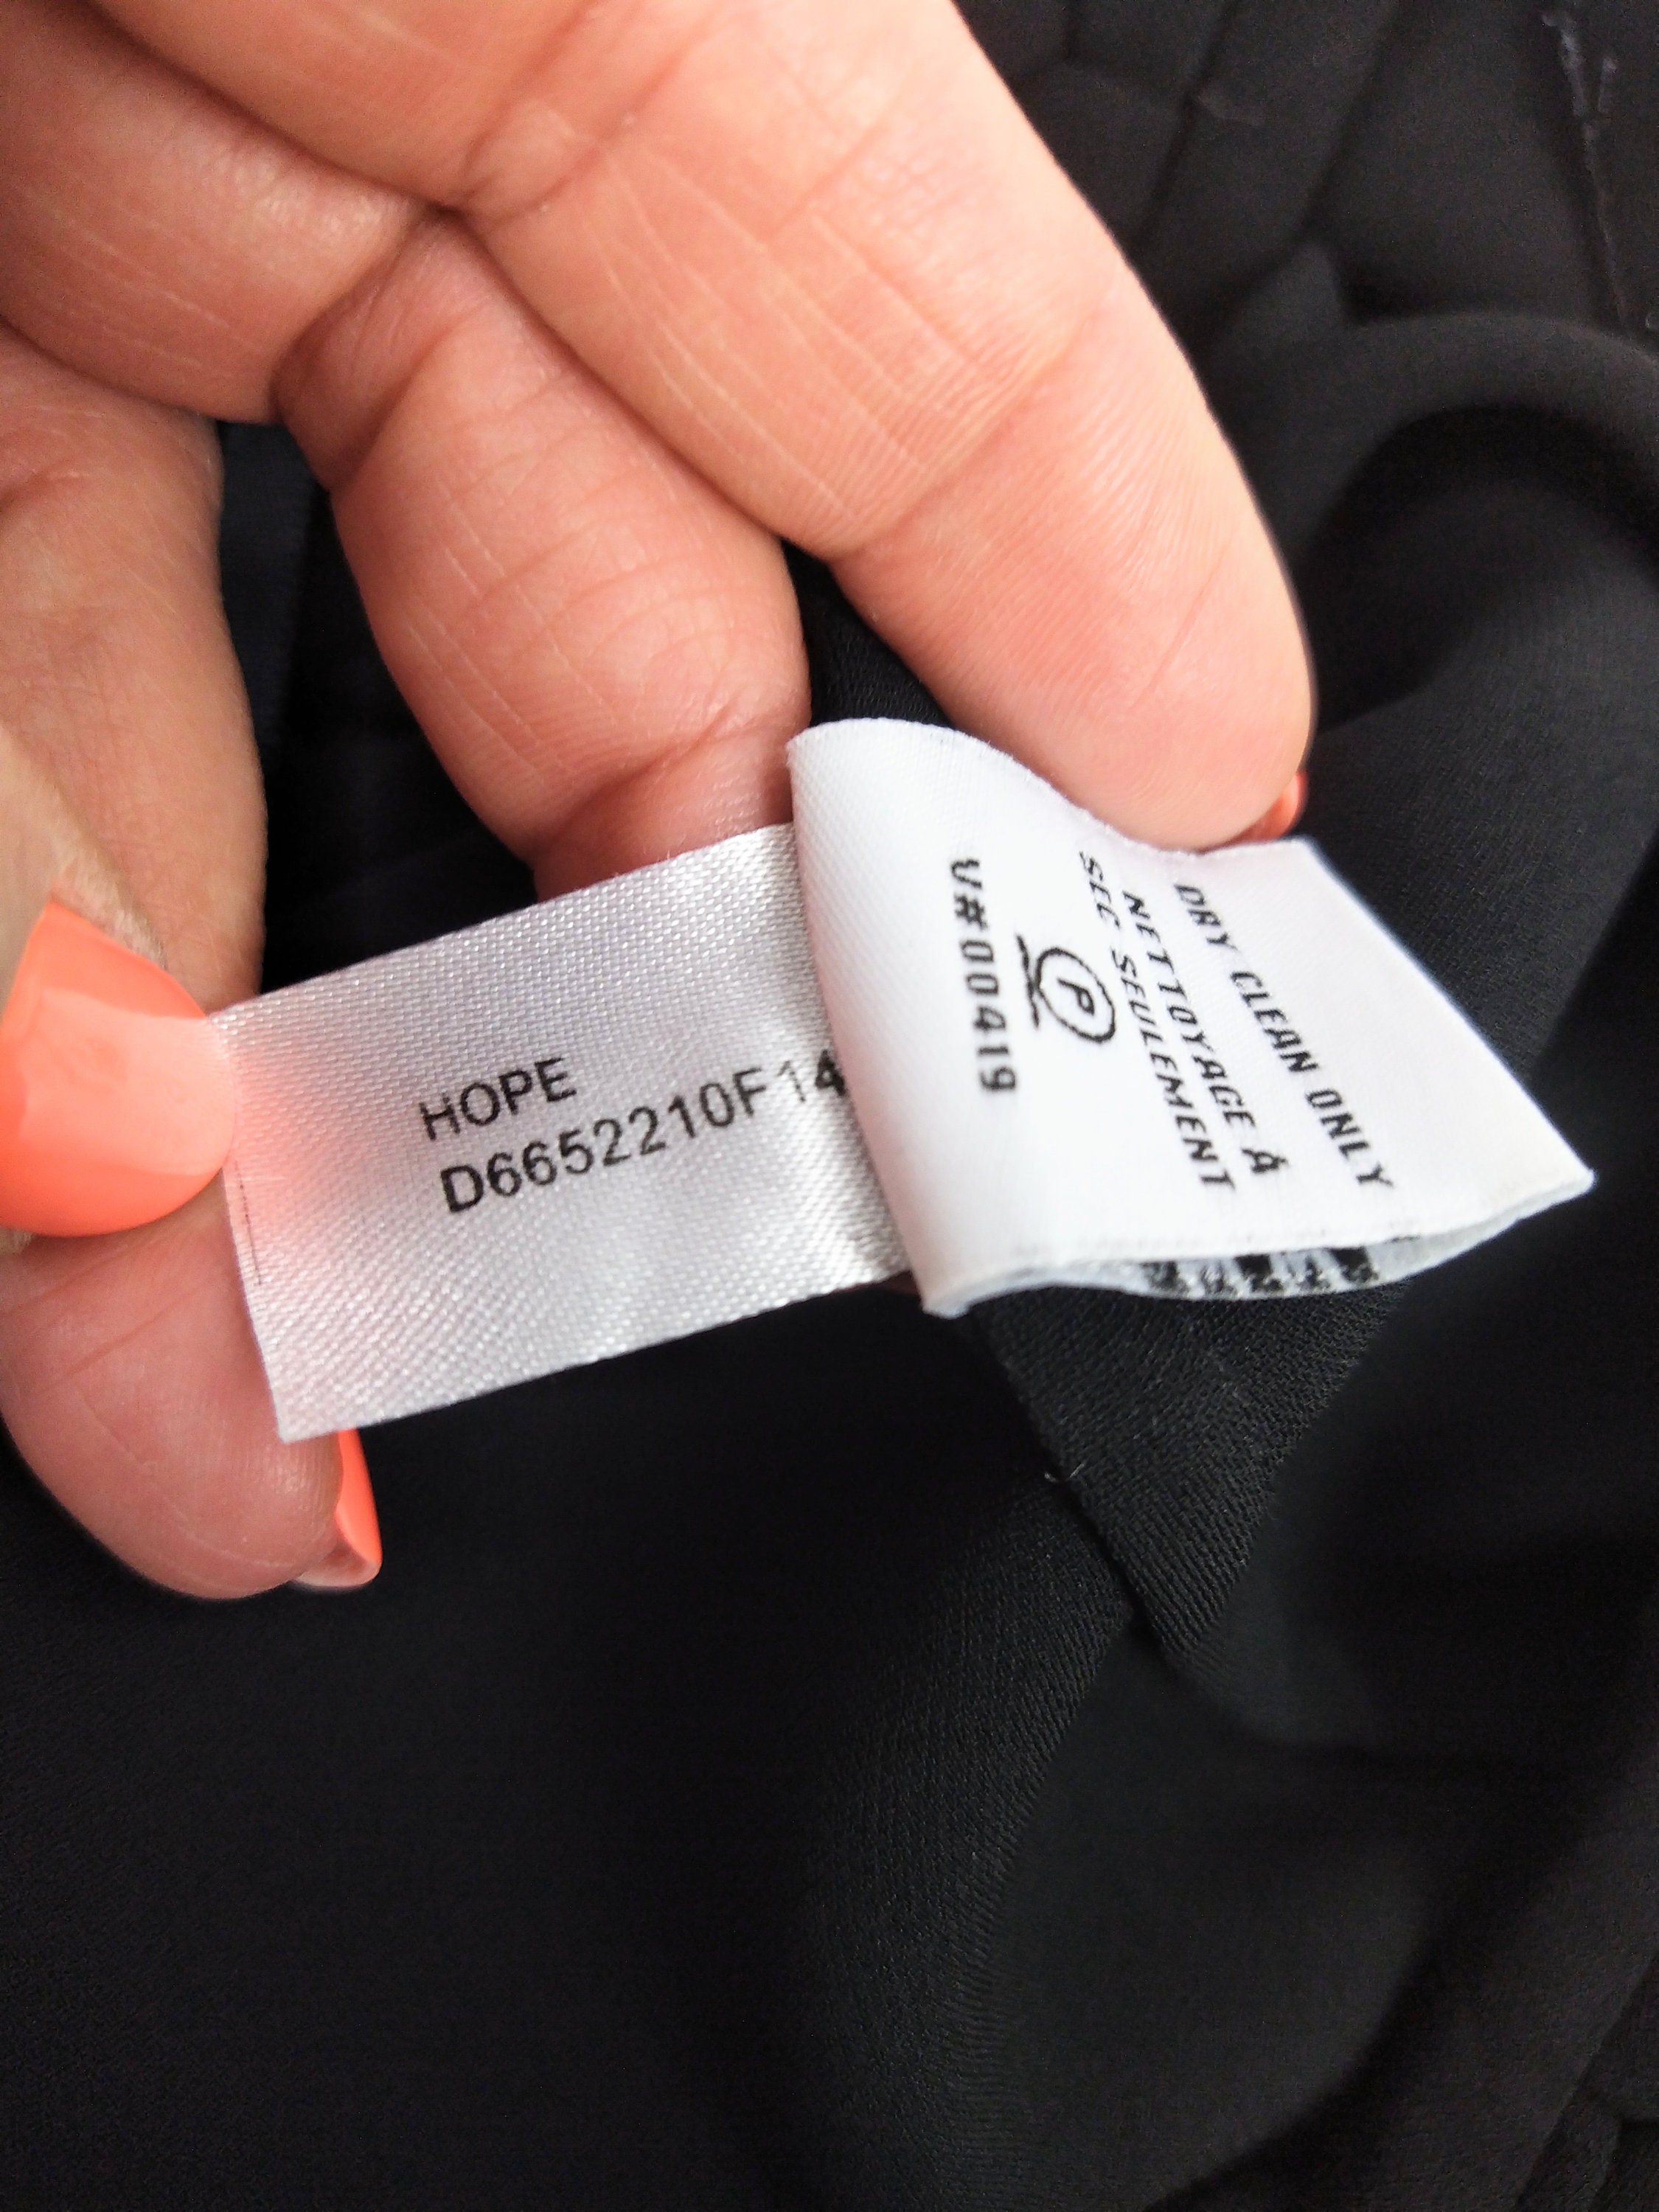 HOPE
D6652210F14
DRY CLEAN ONLY
NETTOYAGE À
SEC SEULEMENT
P
V##00419